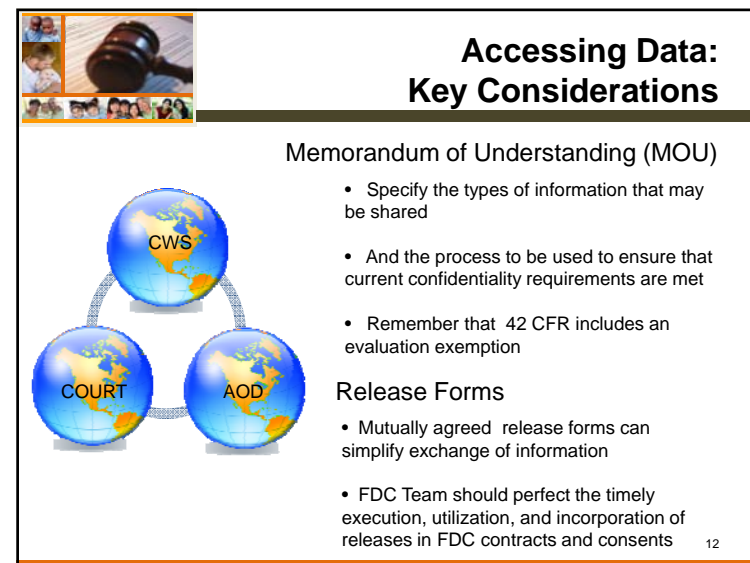 Accessing Data:
Key Considerations
Memorandum of Understanding (MOU)
• Specify the types of information that may
be shared
• And the process to be used to ensure that
current confidentiality requirements are met
• Remember that 42 CFR includes an
evaluation exemption
CWS
COURT
AOD
Release Forms
• Mutually agreed release forms can
simplify exchange of information
• FDC Team should perfect the timely
execution, utilization, and incorporation of
releases in FDC contracts and consents
12